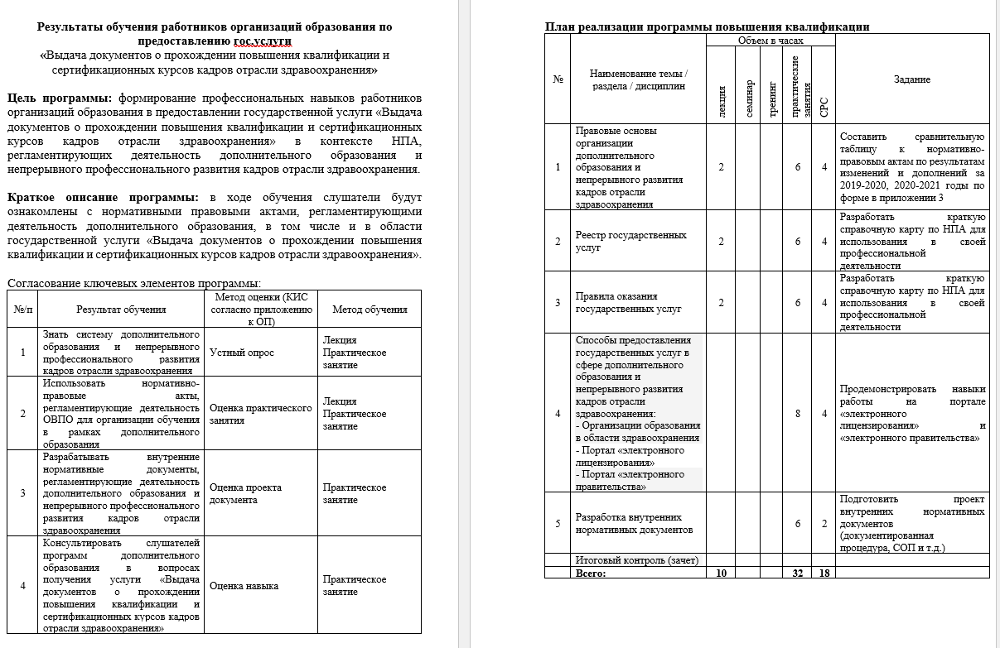 Результаты обучения работников организаций образования по
предоставлению гос.услуги
«Выдача документов о прохождении повышения квалификации и
сертификационных курсов кадров отрасли здравоохранения»
Цель программы: формирование профессиональных навыков работников
организаций образования в предоставлении государственной услуги «Выдача
документов о прохождении повышения квалификации и сертификационных
курсов кадров отрасли здравоохранения» в контексте НПА,
регламентирующих деятельность дополнительного образования и
непрерывного профессионального развития кадров отрасли здравоохранения.
Краткое описание программы: в ходе обучения слушатели будут
ознакомлены с нормативными правовыми актами, регламентирующими
деятельность дополнительного образования, в том числе и в области
государственной услуги «Выдача документов о прохождении повышения
квалификации и сертификационных курсов кадров отрасли здравоохранения».
Согласование ключевых элементов программы:
№/п
Результат обучения
Метод оценки (КИС
согласно приложению
к ОП)
Метод обучения
1
Знать систему дополнительного
образования и непрерывного
профессионального развития
кадров отрасли здравоохранения
Устный опрос
Лекция
Практическое
занятие
2
Использовать нормативно-
правовые акты,
регламентирующие деятельность
ОВПО для организации обучения
в рамках дополнительного
образования
Оценка практического
занятия
Лекция
Практическое
занятие
3
Разрабатывать внутренние
нормативные документы,
регламентирующие деятельность
дополнительного образования и
непрерывного профессионального
развития кадров отрасли
здравоохранения
Оценка проекта
документа
Практическое
занятие
4
Консультировать слушателей
программ дополнительного
образования в вопросах
получения услуги «Выдача
документов о прохождении
повышения квалификации и
сертификационных курсов кадров
отрасли здравоохранения»
Оценка навыка
Практическое
занятие
План реализации программы повышения квалификации
№
Наименование темы /
раздела / дисциплин
Объем в часах
лекция
семинар
тренинг
практические
занятия
СРС
Задание
1
Правовые основы
организации
дополнительного
образования и
непрерывного развития
кадров отрасли
здравоохранения
2
6
4
Составить сравнительную
таблицу к нормативно-
правовым актам по результатам
изменений и дополнений за
2019-2020, 2020-2021 годы по
форме в приложении 3
2
Реестр государственных
услуг
2
6
4
Разработать краткую
справочную карту по НПА для
использования в своей
профессиональной
деятельности
3
Правила оказания
государственных услуг
2
6
4
Разработать краткую
справочную карту по НПА для
использования в своей
профессиональной
деятельности
4
Способы предоставления
государственных услуг в
сфере дополнительного
образования и
непрерывного развития
кадров отрасли
здравоохранения:
- Организации образования
в области здравоохранения
- Портал «электронного
лицензирования»
- Портал «электронного
правительства»
8
4
Продемонстрировать навыки
работы на портале
«электронного
лицензирования» и
«электронного правительства»
5
Разработка внутренних
нормативных документов
6
2
Подготовить проект
внутренних нормативных
документов
(документированная
процедура, СОП и т.д.)
Итоговый контроль (зачет)
Всего:
10
32
18